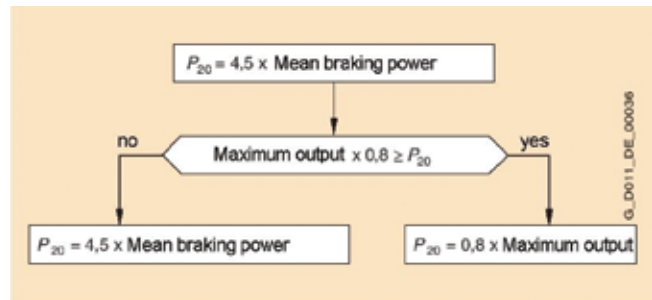 P20 = 4,5 x Mean braking power
no
yes
Maximum output x 0,8 ≥ P20
P20 = 4,5 x Mean braking power
P20 = 0,8 x Maximum output
G_D011_DE_00036